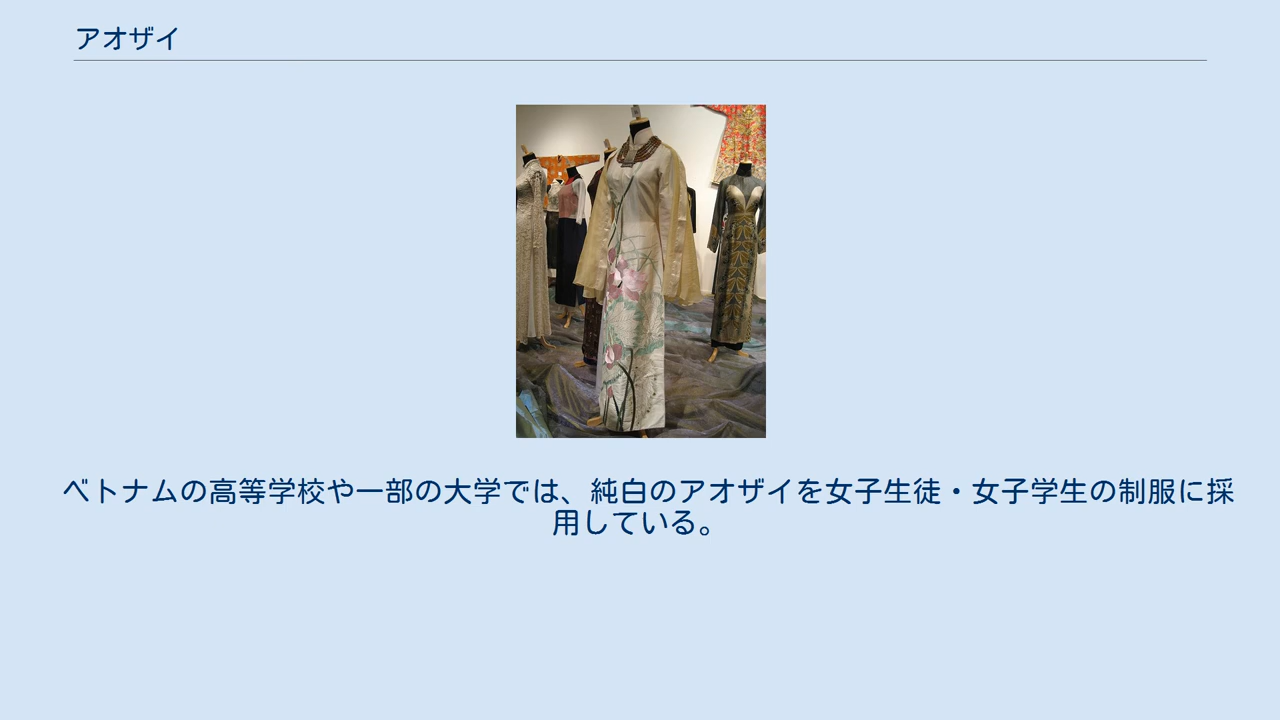 アオザイ
ベトナムの高等学校や一部の大学では、純白のアオザイを女子生徒・女子学生の制服に採
用している。